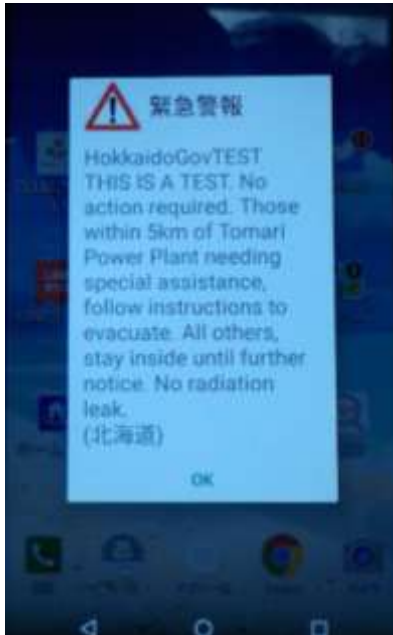 緊急警報
HokkaidoGovTEST
THIS IS A TEST. No
action required. Those
within 5km of Tomari
Power Plant needing
special assistance,
follow instructions to
evacuate. All others,
stay inside until further
notice. No radiation
leak.
(北海道)
OK